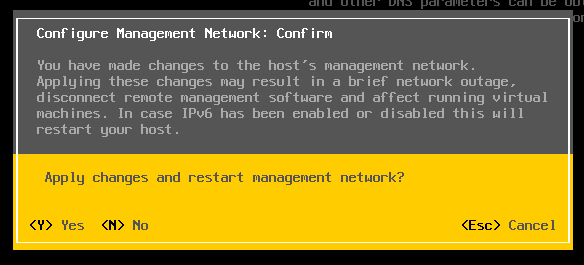 and other DNS parameters can be
Configure Management Network: Confirm
You have made changes to the host's management network.
Applying these changes may result in a brief network outage,
disconnect remote management software and affect running virtual
machines. In case IPv6 has been enabled or disabled this will
restart your host.
Apply changes and restart management network?
<Y> Yes <N> No <Esc> Cancel